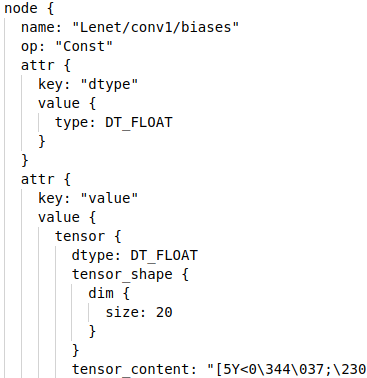 node {
  name: "Lenet/conv1/biases"
  op: "Const"
  attr {
    key: "dtype"
    value {
      type: DT_FLOAT
    }
  }
  attr {
    key: "value"
    value {
      tensor {
        dtype: DT_FLOAT
        tensor_shape {
          dim {
            size: 20
          }
        }
        tensor_content: "[5Y<0\344\037;\230